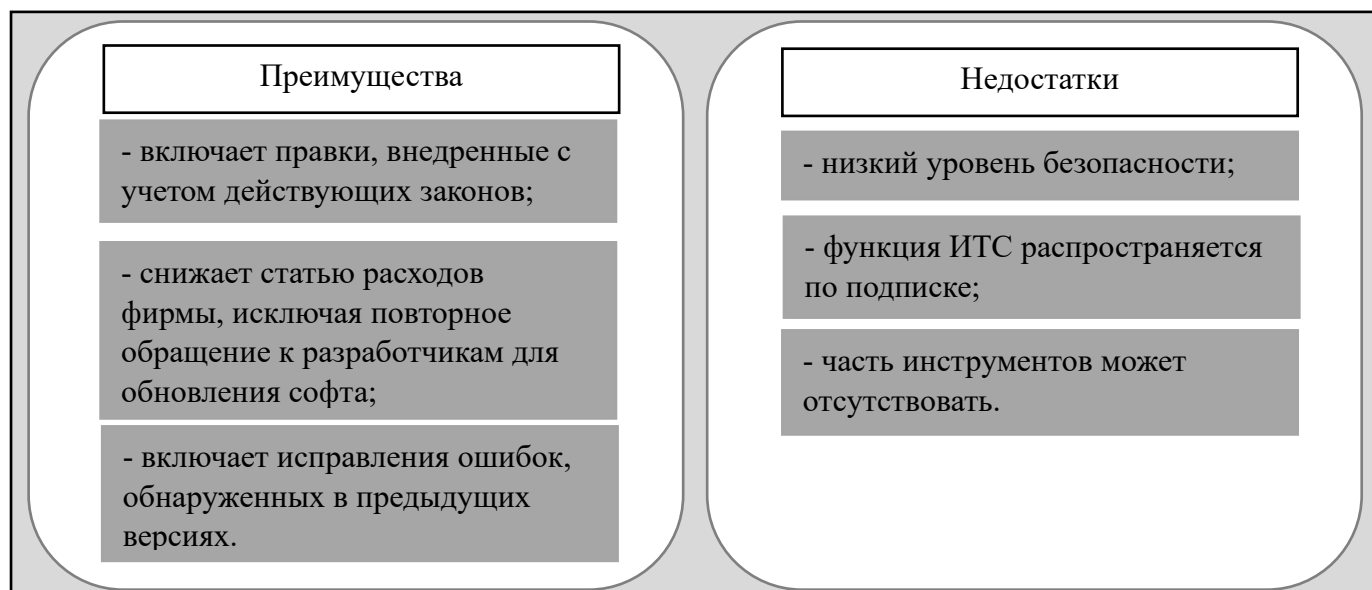 Преимущества
- включает правки, внедренные с
учетом действующих законов;
- снижает статью расходов
фирмы, исключая повторное
обращение к разработчикам для
обновления софта;
- включает исправления ошибок,
обнаруженных в предыдущих
версиях.
Недостатки
- низкий уровень безопасности;
- функция ИТС распространяется
по подписке;
- часть инструментов может
отсутствовать.